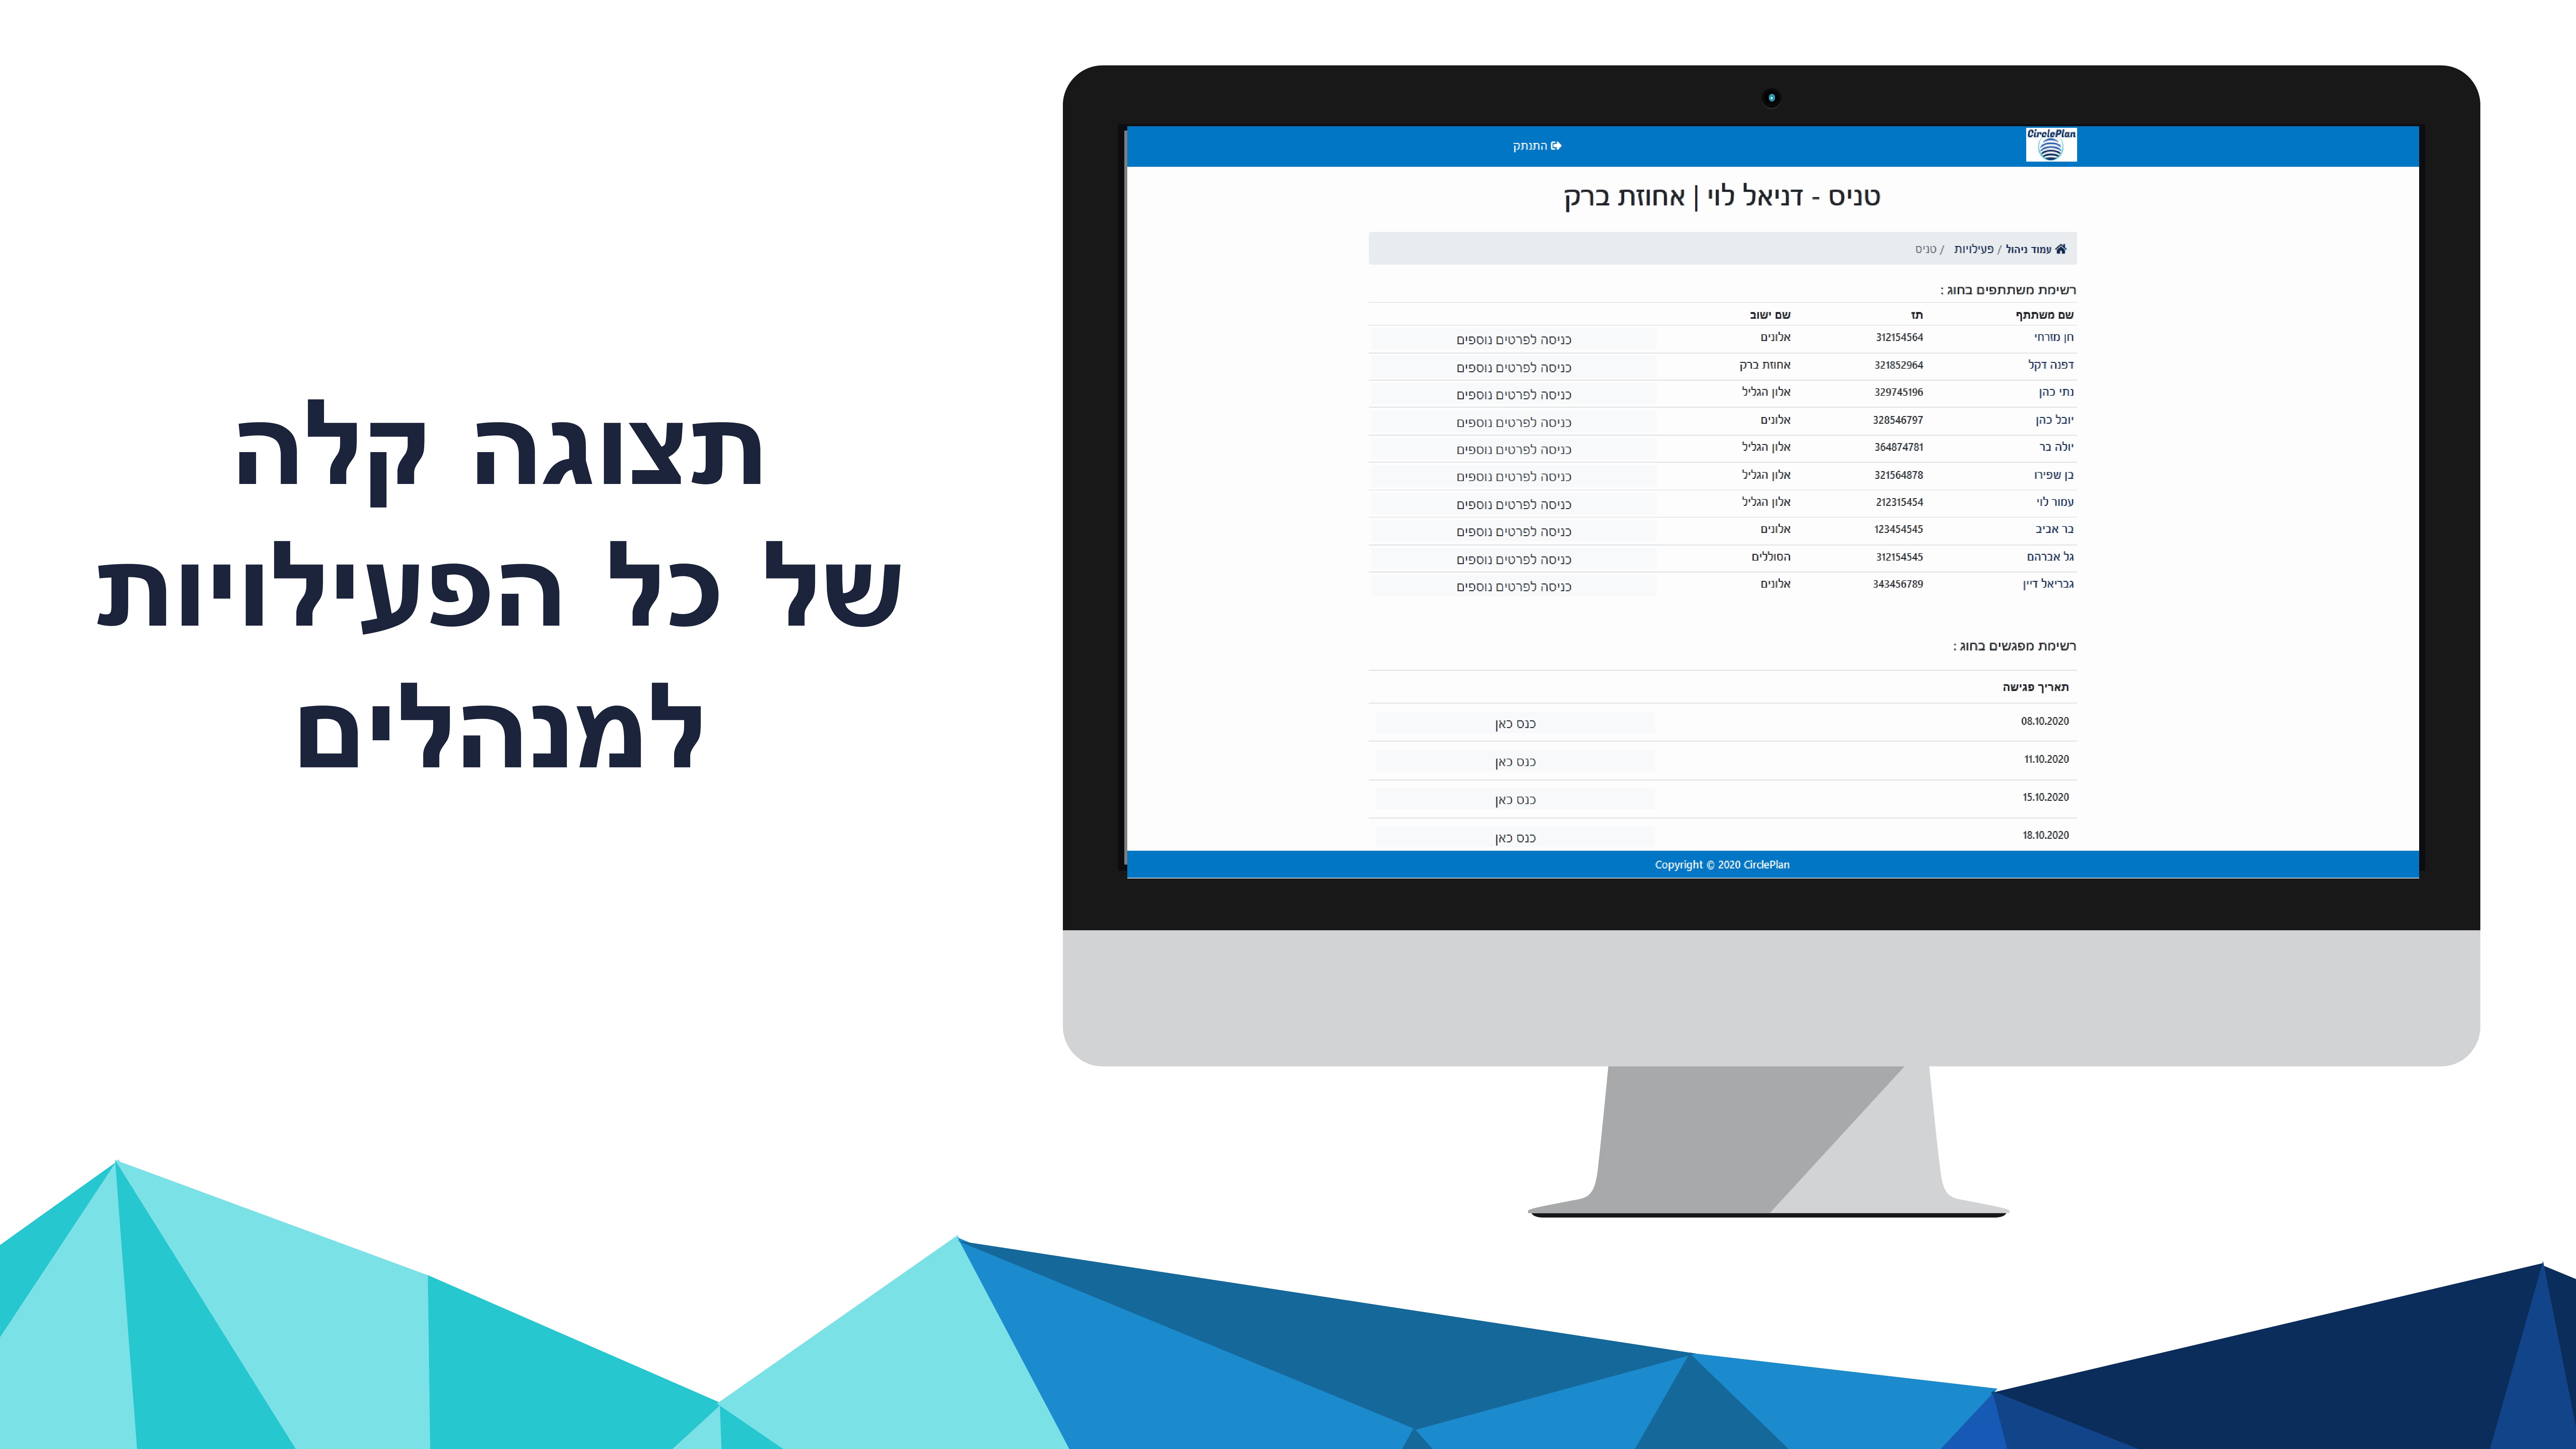 תצוגה קלה
של כל הפעילויות
למנהלים
CirclePlan
התנתק
טניס - דניאל לוי | אחוזת ברק
עמוד ניהול / פעילויות / טניס
רשימת משתתפים בחוג :
שם משתתף תז שם ישוב
חן מזרחי 312154564 אלונים כניסה לפרטים נוספים
דפנה דקל 321852964 אחוזת ברק כניסה לפרטים נוספים
נתי כהן 329745196 אלון הגליל כניסה לפרטים נוספים
יובל כהן 328546797 אלונים כניסה לפרטים נוספים
יולה בר 364874781 אלון הגליל כניסה לפרטים נוספים
בן שפירו 321564878 אלון הגליל כניסה לפרטים נוספים
עמור לוי 212315454 אלון הגליל כניסה לפרטים נוספים
בר אביב 123454545 אלונים כניסה לפרטים נוספים
גל אברהם 312154545 הסוללים כניסה לפרטים נוספים
גבריאל דיין 343456789 אלונים כניסה לפרטים נוספים
רשימת מפגשים בחוג :
תאריך פגישה
08.10.2020 כנס כאן
11.10.2020 כנס כאן
15.10.2020 כנס כאן
18.10.2020 כנס כאן
Copyright © 2020 CirclePlan